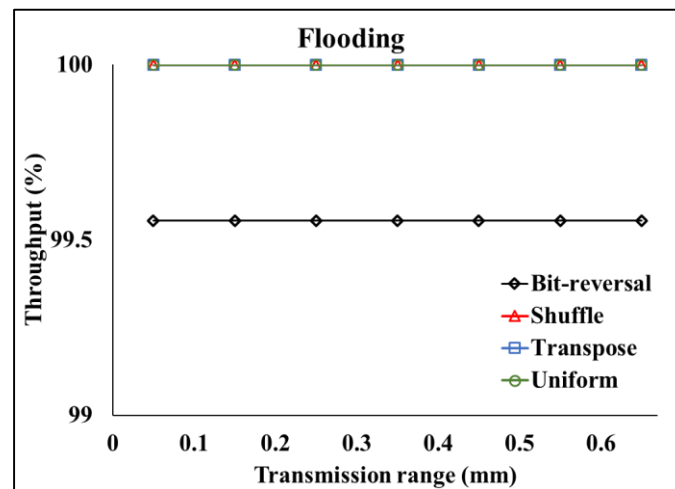 Flooding
100
99.5
99
Throughput (%)
Bit-reversal
Shuffle
Transpose
Uniform
0 0.1 0.2 0.3 0.4 0.5 0.6
Transmission range (mm)